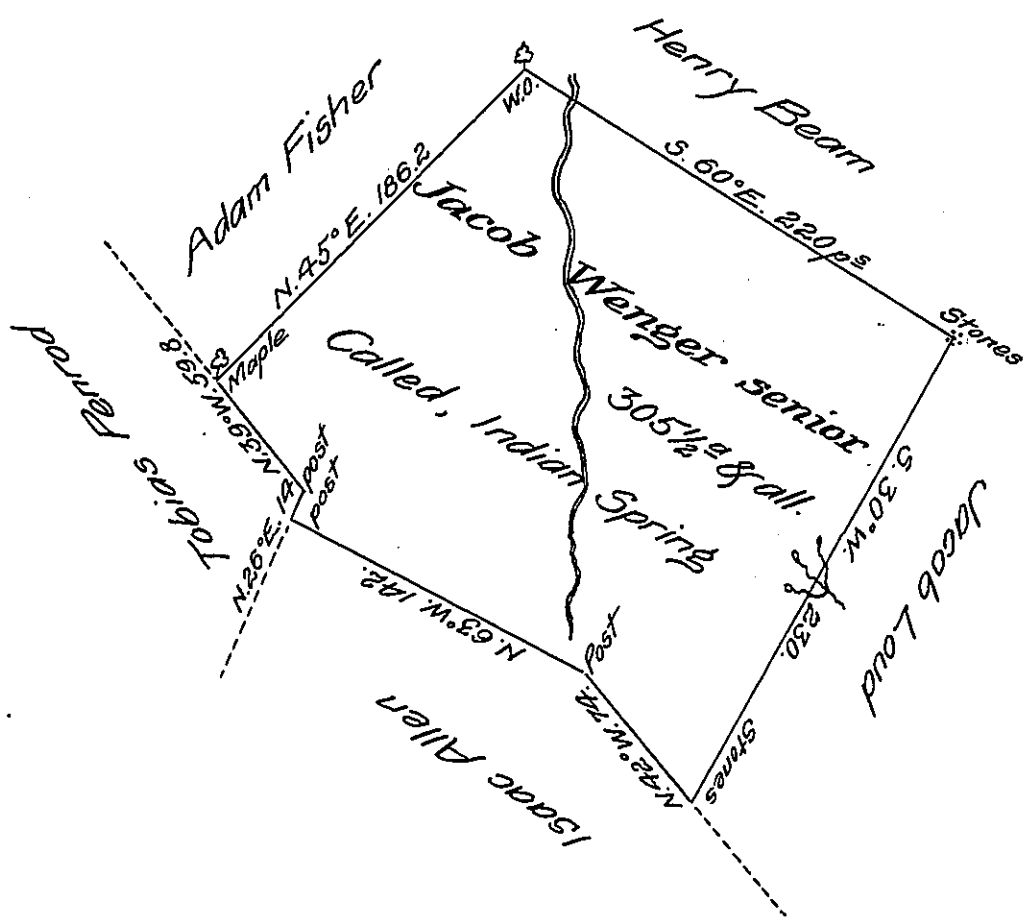 Henry Beam
Adam Fisher
W.O.
S. 60° E. 220 ps
N. 45° E. 186.2
Jacob Wenger senior
305½ a & all.
Called, Indian Spring
Stones
Maple
N. 39° W. 59.8
Tobias Penrod
post
post
N. 26° E. 14
S. 30° W. 230.
Jacob Loud
N. 63° W. 142.
Post
N. 42° W. 74.
Stones
Isaac Allen